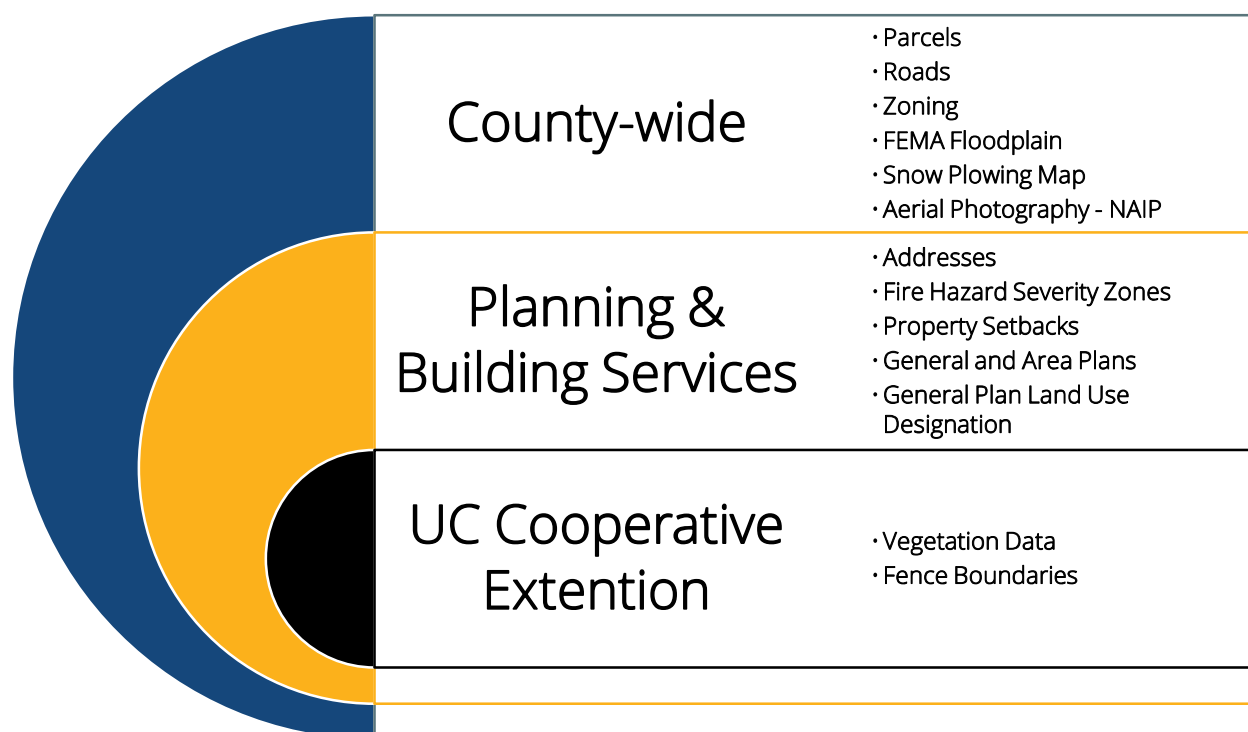 County-wide
· Parcels
· Roads
· Zoning
· FEMA Floodplain
· Snow Plowing Map
· Aerial Photography - NAIP
Planning &
Building Services
· Addresses
· Fire Hazard Severity Zones
· Property Setbacks
· General and Area Plans
· General Plan Land Use
Designation
UC Cooperative
Extention
· Vegetation Data
· Fence Boundaries